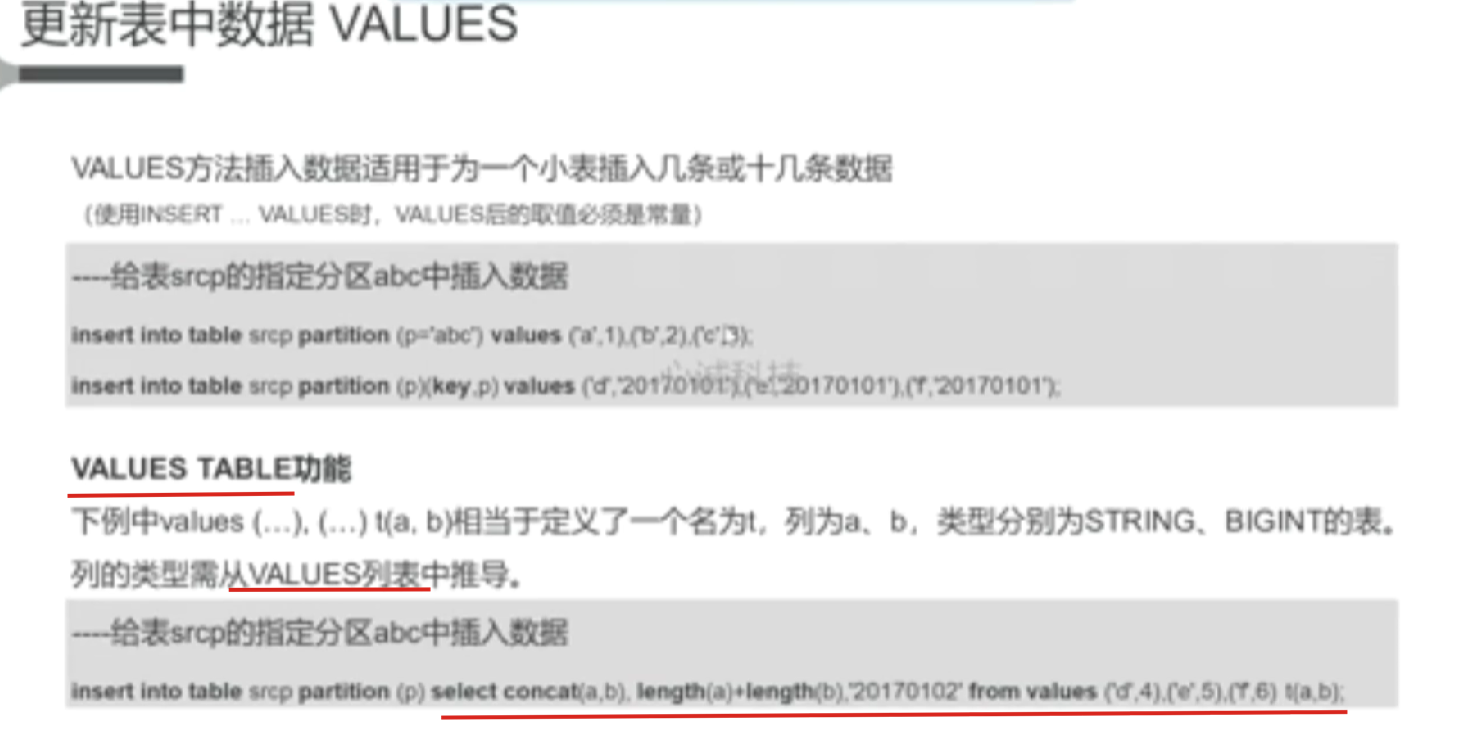 更新表中数据 VALUES
VALUES方法插入数据适用于为一个小表插入几条或十几条数据
（使用INSERT ... VALUES时，VALUES后的取值必须是常量）
----给表srcp的指定分区abc中插入数据
insert into table srcp partition (p='abc') values ('a',1),('b',2),('c',3);
心诚科技
insert into table srcp partition (p)(key,p) values ('d','20170101'),('e','20170101'),('f','20170101');
VALUES TABLE功能
下例中values (...), (...) t(a, b)相当于定义了一个名为t，列为a、b，类型分别为STRING、BIGINT的表。
列的类型需从VALUES列表中推导。
----给表srcp的指定分区abc中插入数据
insert into table srcp partition (p) select concat(a,b), length(a)+length(b),'20170102' from values ('d',4),('e',5),('f',6) t(a,b);